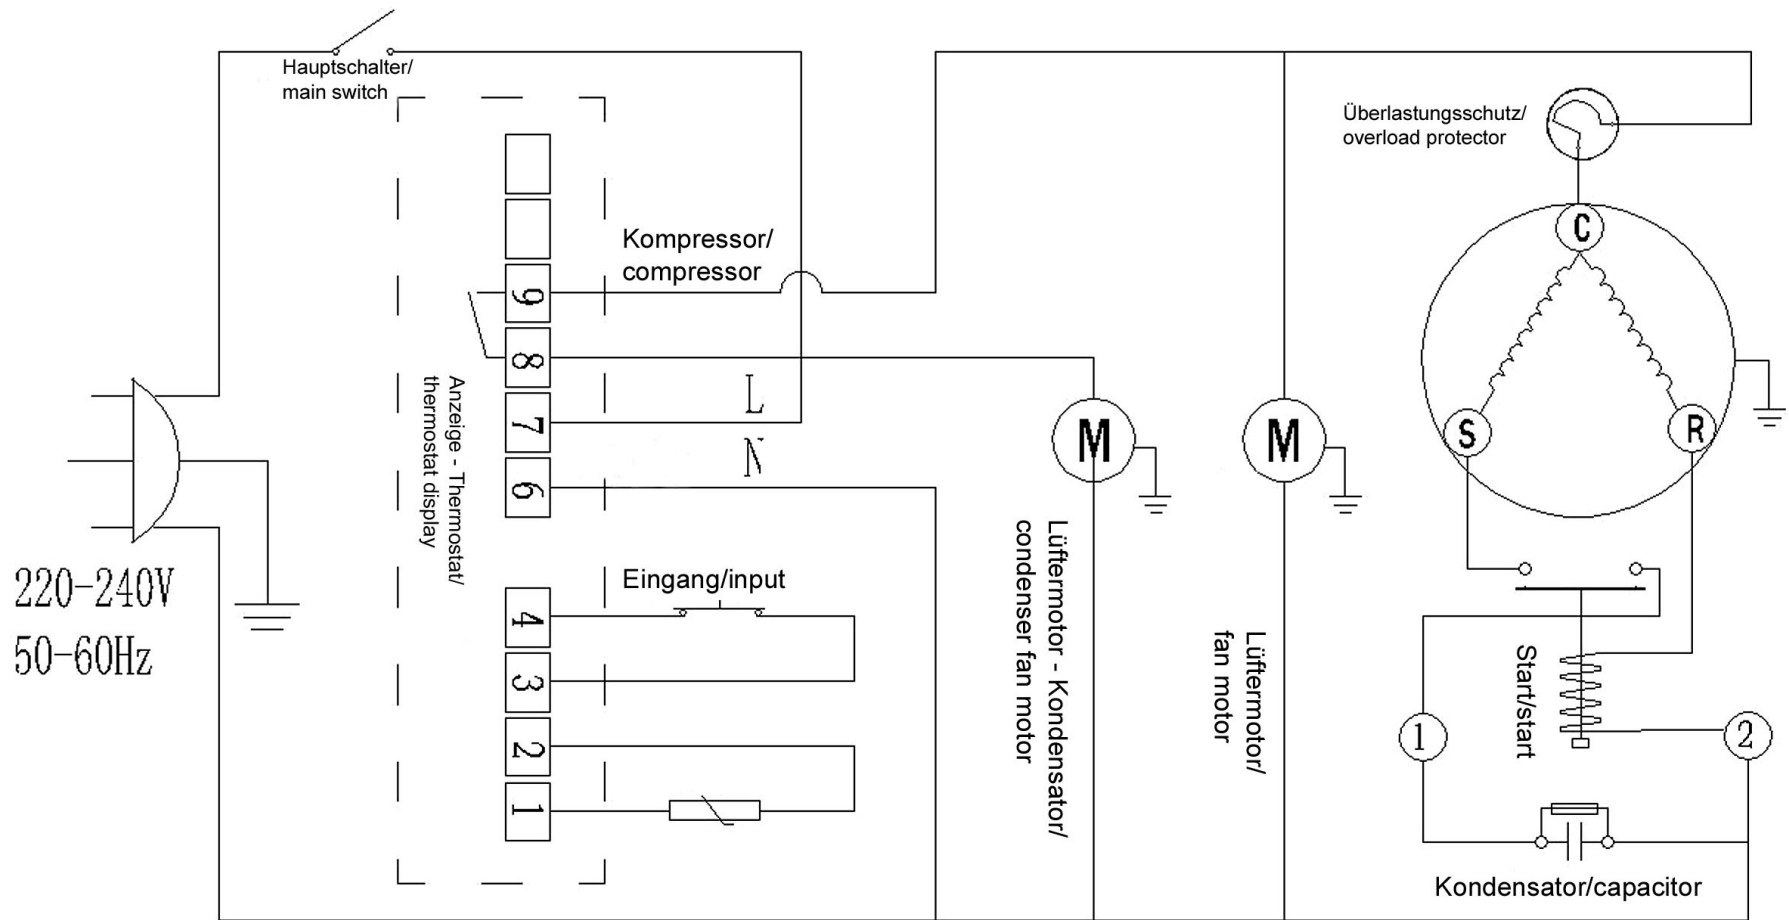 Hauptschalter/
main switch
Überlastungsschutz/
overload protector
Kompressor/
compressor
9
8
7
6
4
3
2
1
L
N
Anzeige - Thermostat/
thermostat display
220-240V
50-60Hz
Eingang/input
M
Lüftermotor - Kondensator/
condenser fan motor
M
Lüftermotor/
fan motor
C
S
R
Start/start
1
2
Kondensator/capacitor